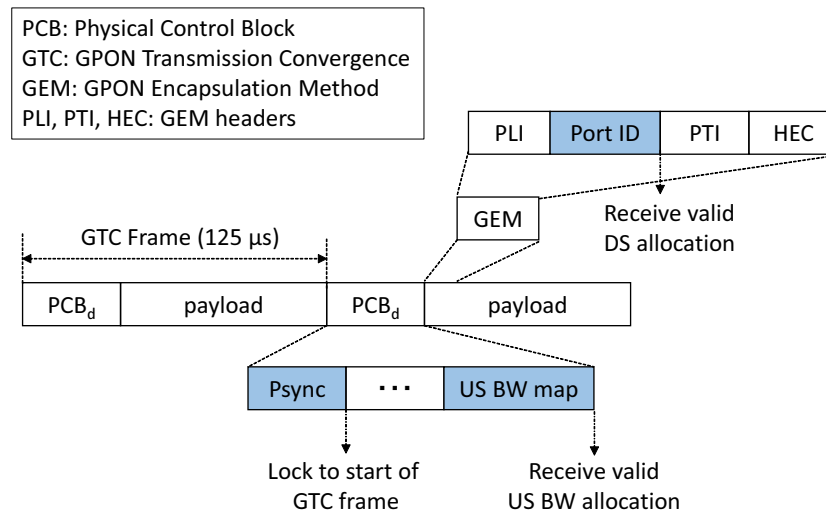 PCB: Physical Control Block
GTC: GPON Transmission Convergence
GEM: GPON Encapsulation Method
PLI, PTI, HEC: GEM headers
PLI Port ID PTI HEC
GEM
Receive valid
DS allocation
GTC Frame (125 µs)
PCBd payload PCBd payload
Psync ··· US BW map
Lock to start of
GTC frame
Receive valid
US BW allocation